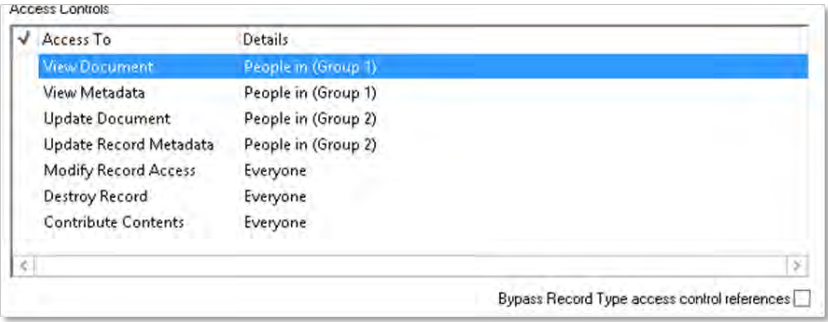 Access Controls
Access To Details
View Document People in (Group 1)
View Metadata People in (Group 1)
Update Document People in (Group 2)
Update Record Metadata People in (Group 2)
Modify Record Access Everyone
Destroy Record Everyone
Contribute Contents Everyone
Bypass Record Type access control references